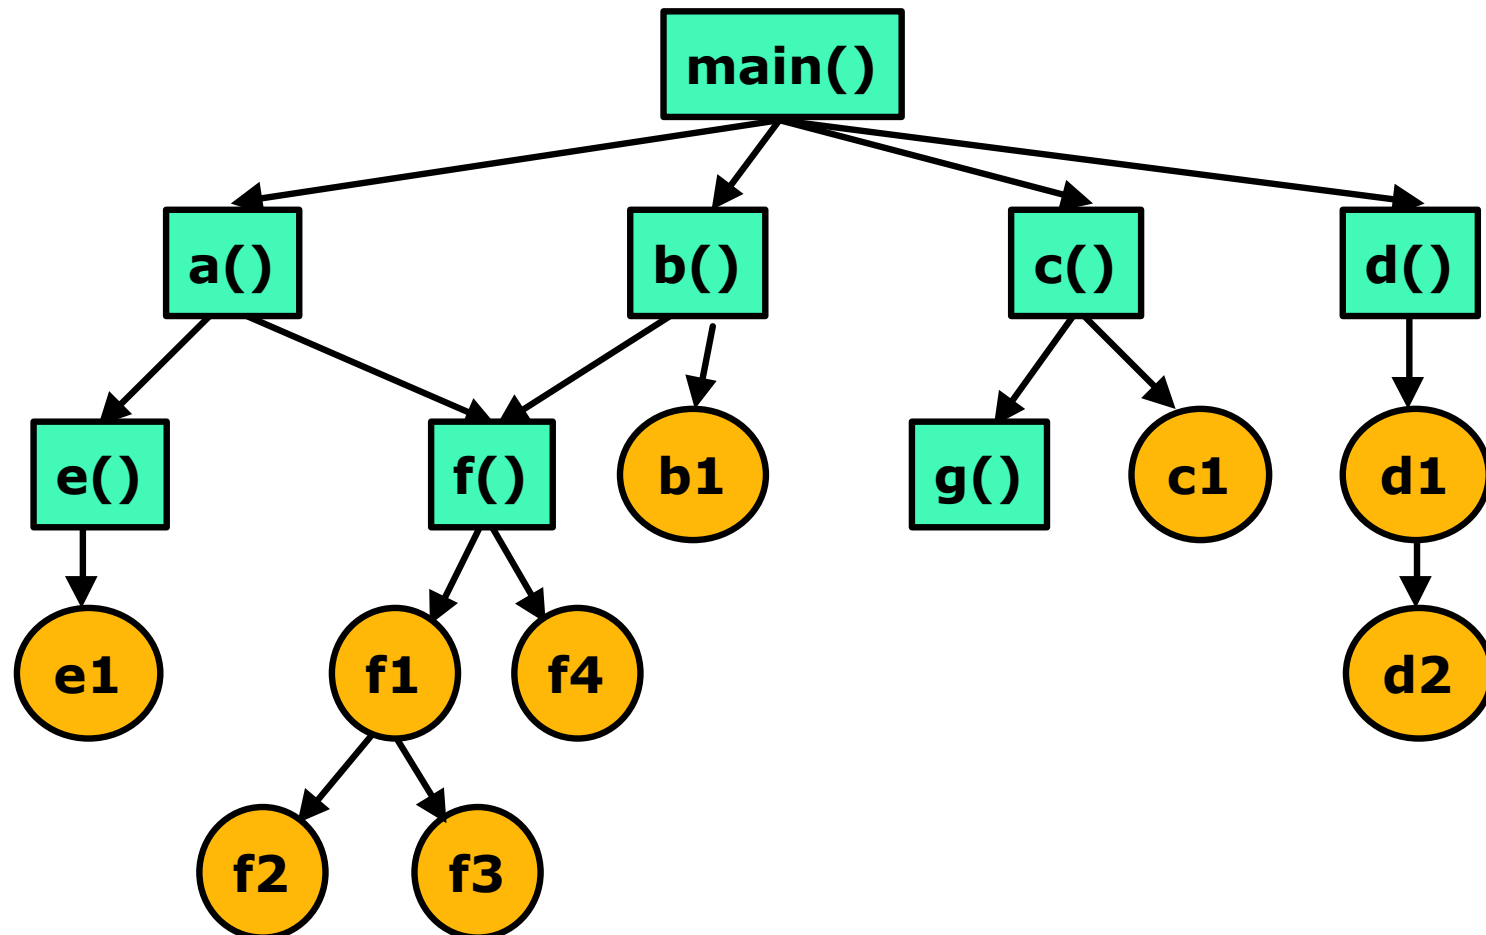 main()
a()
b()
c()
d()
e()
f()
b1
g()
c1
d1
e1
f1
f4
d2
f2
f3